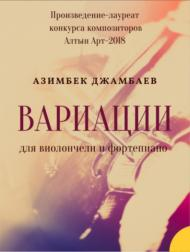 Произведение-лауреат
конкурса композиторов
Алтын Арт-2018
АЗИМБЕК ДЖАМБАЕВ
ВАРИАЦИИ
для виолончели и фортепиано